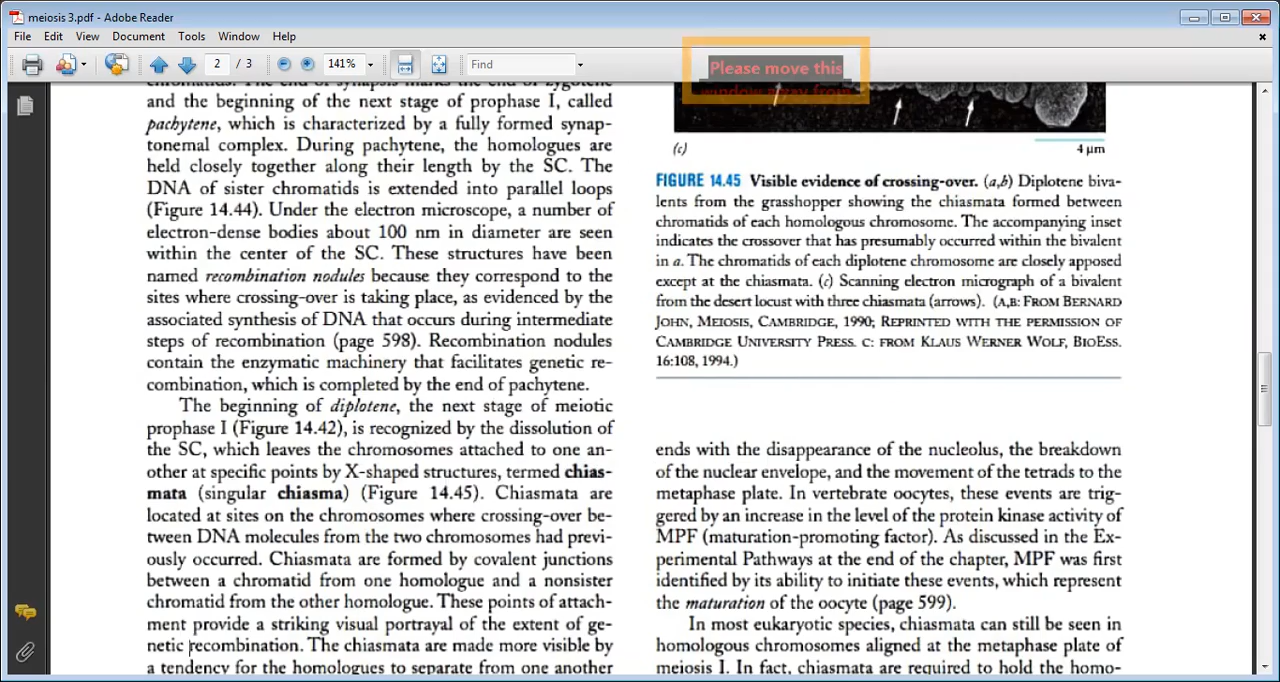 meiosis 3.pdf - Adobe Reader
File Edit View Document Tools Window Help
2 / 3 141% Find
Please move this
window away from
chromatids. The end of synapsis marks the end of zygotene
and the beginning of the next stage of prophase I, called
pachytene, which is characterized by a fully formed synap-
tonemal complex. During pachytene, the homologues are
held closely together along their length by the SC. The
DNA of sister chromatids is extended into parallel loops
(Figure 14.44). Under the electron microscope, a number of
electron-dense bodies about 100 nm in diameter are seen
within the center of the SC. These structures have been
named recombination nodules because they correspond to the
sites where crossing-over is taking place, as evidenced by the
associated synthesis of DNA that occurs during intermediate
steps of recombination (page 598). Recombination nodules
contain the enzymatic machinery that facilitates genetic re-
combination, which is completed by the end of pachytene.
The beginning of diplotene, the next stage of meiotic
prophase I (Figure 14.42), is recognized by the dissolution of
the SC, which leaves the chromosomes attached to one an-
other at specific points by X-shaped structures, termed chias-
mata (singular chiasma) (Figure 14.45). Chiasmata are
located at sites on the chromosomes where crossing-over be-
tween DNA molecules from the two chromosomes had previ-
ously occurred. Chiasmata are formed by covalent junctions
between a chromatid from one homologue and a nonsister
chromatid from the other homologue. These points of attach-
ment provide a striking visual portrayal of the extent of ge-
netic recombination. The chiasmata are made more visible by
a tendency for the homologues to separate from one another
(c) 4 µm
FIGURE 14.45 Visible evidence of crossing-over. (a,b) Diplotene biva-
lents from the grasshopper showing the chiasmata formed between
chromatids of each homologous chromosome. The accompanying inset
indicates the crossover that has presumably occurred within the bivalent
in a. The chromatids of each diplotene chromosome are closely apposed
except at the chiasmata. (c) Scanning electron micrograph of a bivalent
from the desert locust with three chiasmata (arrows). (A,B: FROM BERNARD
JOHN, MEIOSIS, CAMBRIDGE, 1990; REPRINTED WITH THE PERMISSION OF
CAMBRIDGE UNIVERSITY PRESS. C: FROM KLAUS WERNER WOLF, BIOESS.
16:108, 1994.)
ends with the disappearance of the nucleolus, the breakdown
of the nuclear envelope, and the movement of the tetrads to the
metaphase plate. In vertebrate oocytes, these events are trig-
gered by an increase in the level of the protein kinase activity of
MPF (maturation-promoting factor). As discussed in the Ex-
perimental Pathways at the end of the chapter, MPF was first
identified by its ability to initiate these events, which represent
the maturation of the oocyte (page 599).
In most eukaryotic species, chiasmata can still be seen in
homologous chromosomes aligned at the metaphase plate of
meiosis I. In fact, chiasmata are required to hold the homo-